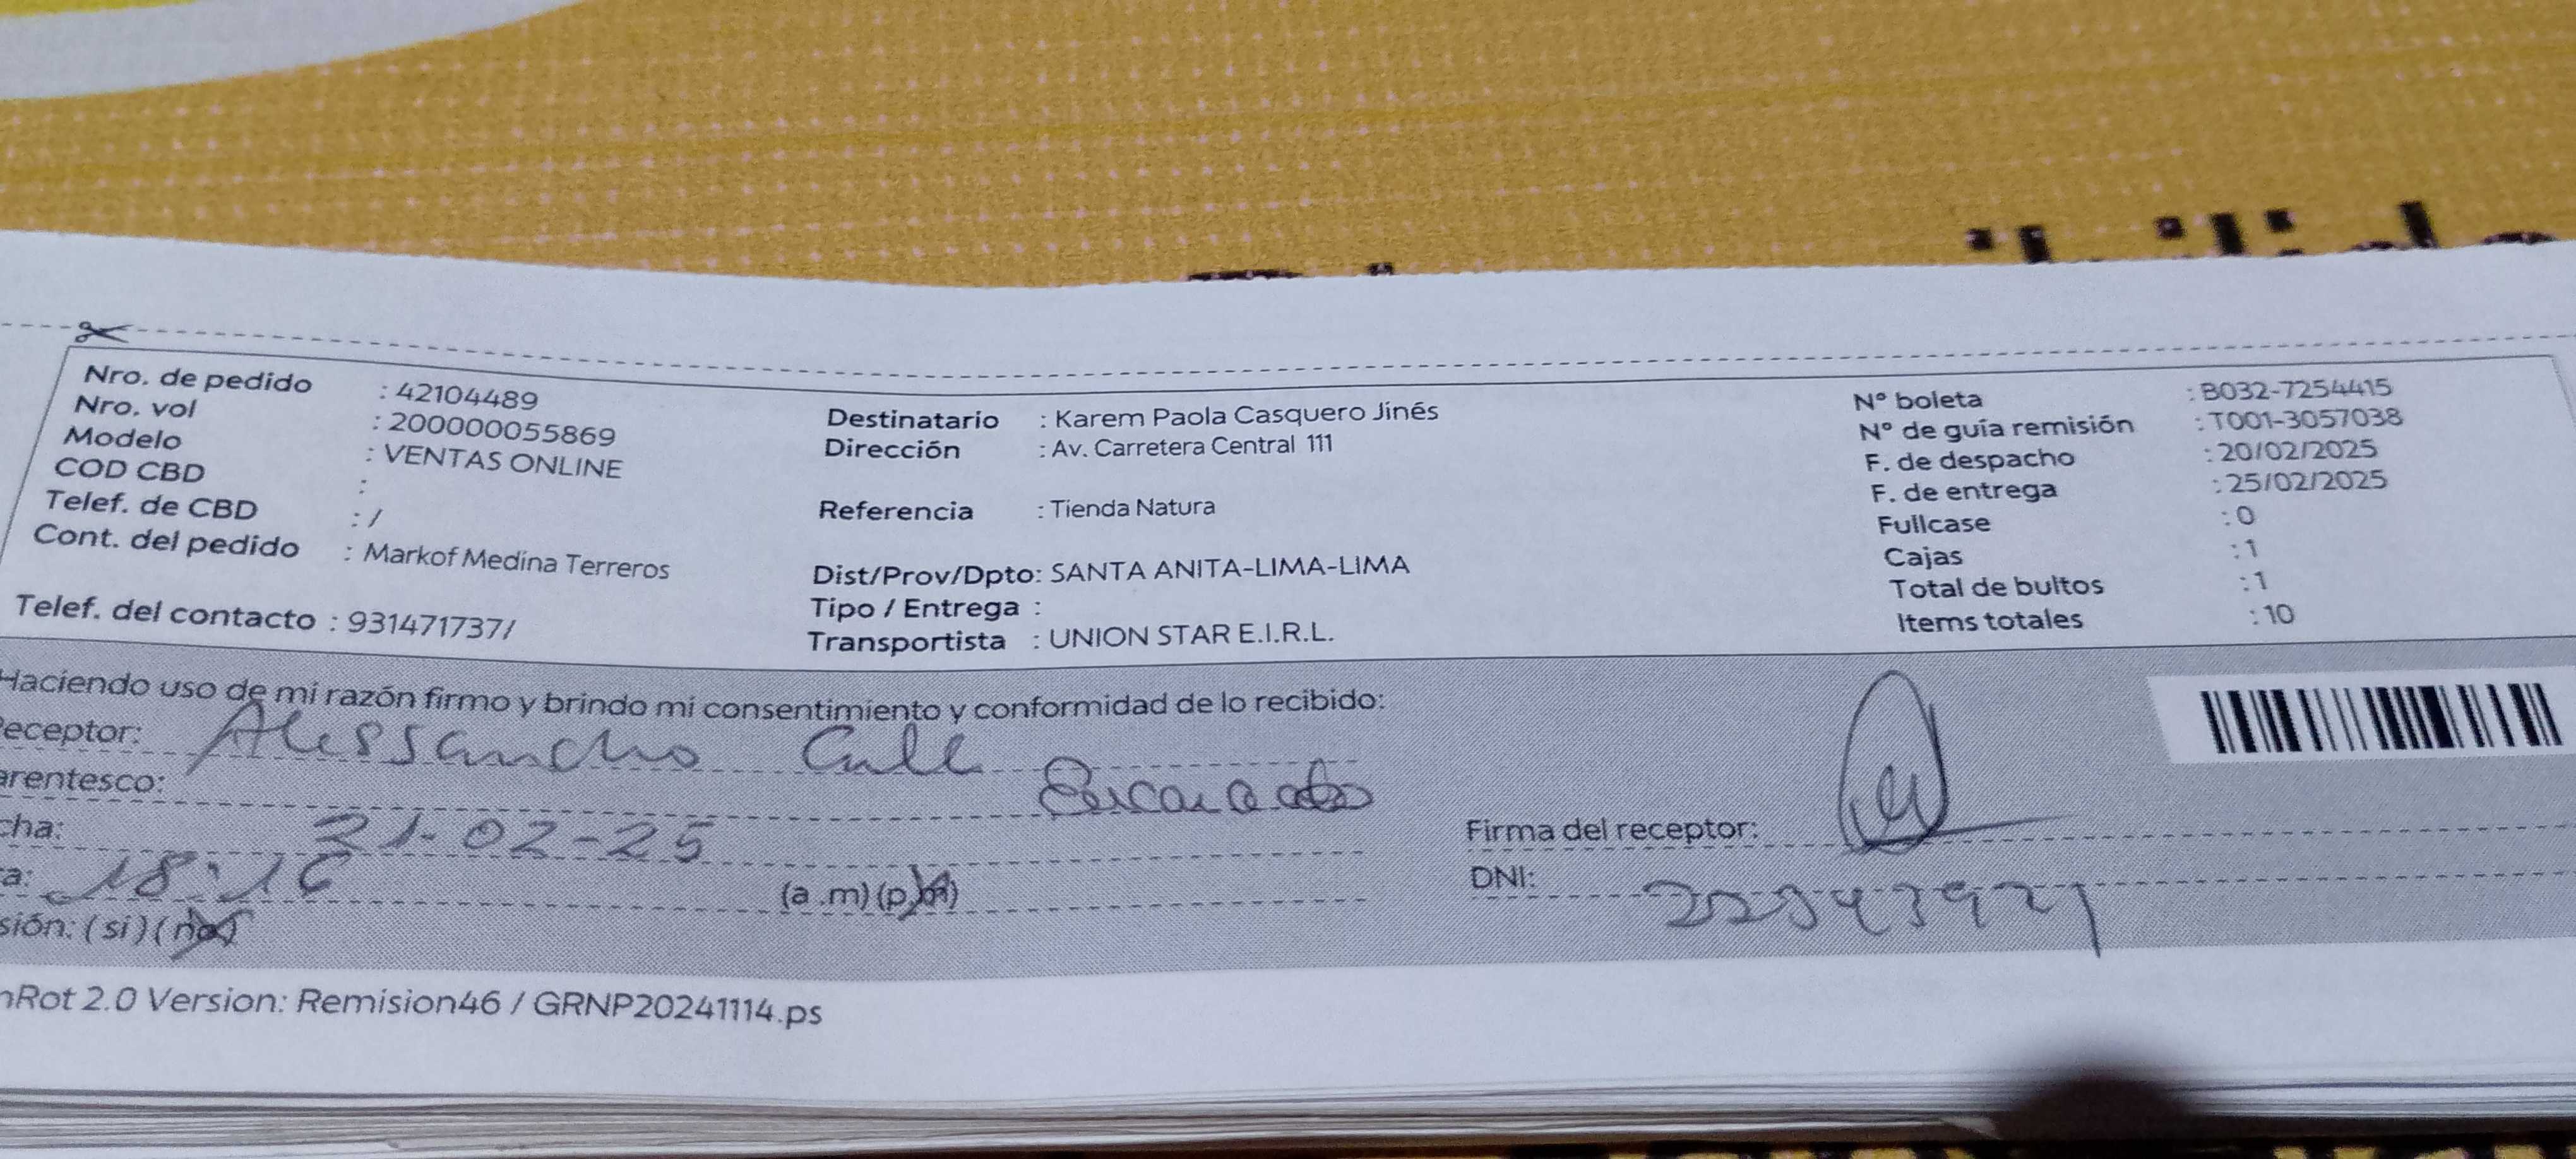 Nro. de pedido : 42104489
Nro. vol : 200000055869
Modelo : VENTAS ONLINE
COD CBD :
Telef. de CBD : /
Cont. del pedido : Markof Medina Terreros
Telef. del contacto : 931471737/
Destinatario : Karem Paola Casquero Jinés
Dirección : Av. Carretera Central 111
Referencia : Tienda Natura
Dist/Prov/Dpto: SANTA ANITA-LIMA-LIMA
Tipo / Entrega :
Transportista : UNION STAR E.I.R.L.
N° boleta : B032-7254415
N° de guía remisión : T001-3057038
F. de despacho : 20/02/2025
F. de entrega : 25/02/2025
Fullcase : 0
Cajas : 1
Total de bultos : 1
Items totales : 10
Haciendo uso de mi razón firmo y brindo mi consentimiento y conformidad de lo recibido:
eceptor: Alessandro
arentesco:
cha: 21-02-25
a: 18:16 (a.m) (p.m)
sión: (si) (no)
Firma del receptor:
DNI:
nRot 2.0 Version: Remision46 / GRNP20241114.ps